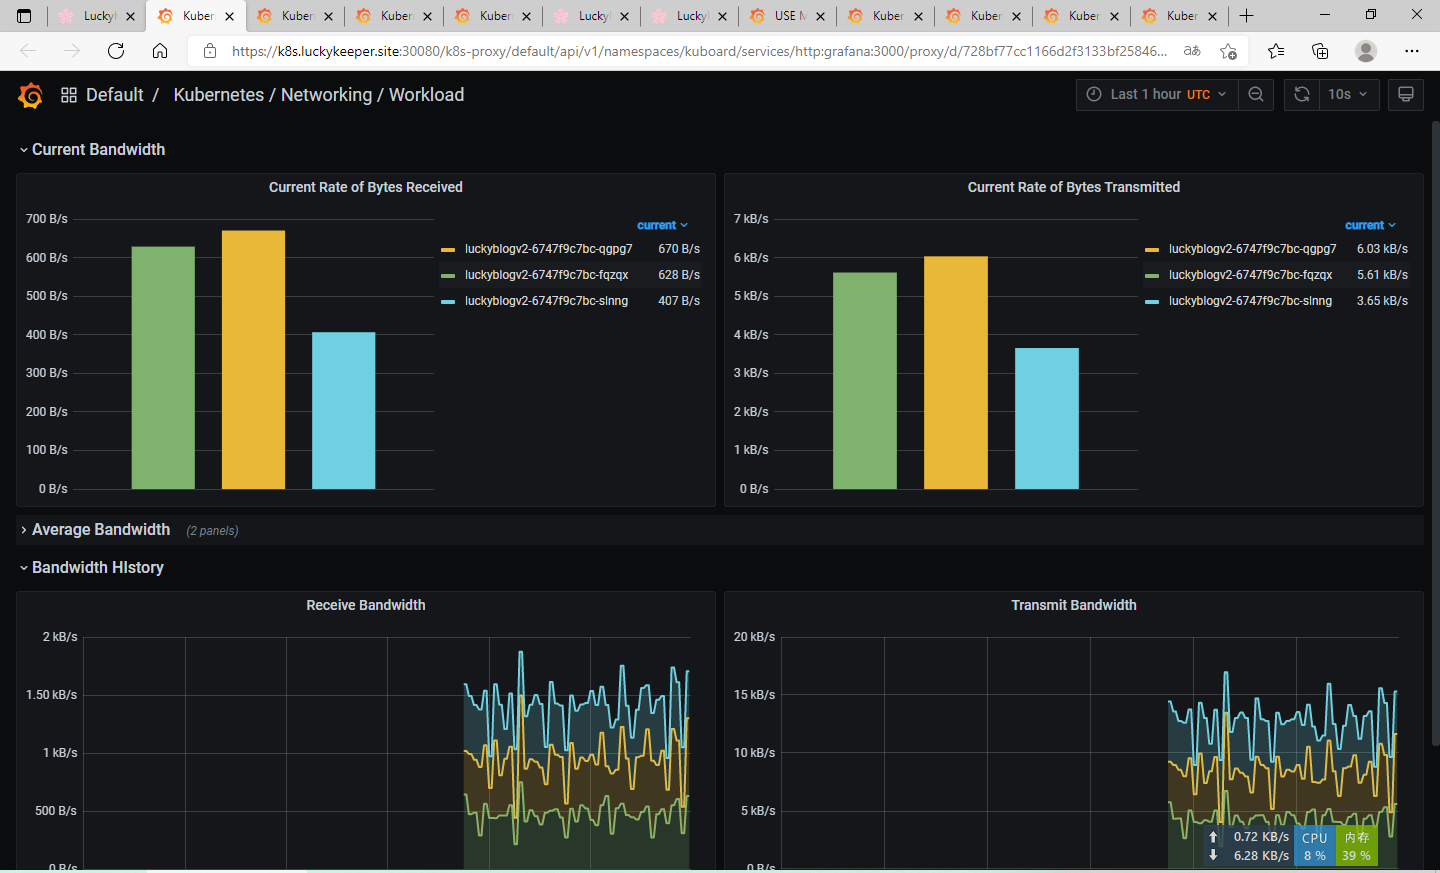 Luckyl
Kuber
Kuber
Kuber
Kuber
Luckyl
Luckyl
USE M
Kuber
Kuber
Kuber
Kuber
https://k8s.luckykeeper.site:30080/k8s-proxy/default/api/v1/namespaces/kuboard/services/http:grafana:3000/proxy/d/728bf77cc1166d2f3133bf25846...
aあ
Default / Kubernetes / Networking / Workload
Last 1 hour UTC
10s
Current Bandwidth
Current Rate of Bytes Received
700 B/s
600 B/s
500 B/s
400 B/s
300 B/s
200 B/s
100 B/s
0 B/s
current
luckyblogv2-6747f9c7bc-qgpg7 670 B/s
luckyblogv2-6747f9c7bc-fqzqx 628 B/s
luckyblogv2-6747f9c7bc-slnng 407 B/s
Current Rate of Bytes Transmitted
7 kB/s
6 kB/s
5 kB/s
4 kB/s
3 kB/s
2 kB/s
1 kB/s
0 B/s
current
luckyblogv2-6747f9c7bc-qgpg7 6.03 kB/s
luckyblogv2-6747f9c7bc-fqzqx 5.61 kB/s
luckyblogv2-6747f9c7bc-slnng 3.65 kB/s
Average Bandwidth (2 panels)
Bandwidth HIstory
Receive Bandwidth
2 kB/s
1.50 kB/s
1 kB/s
500 B/s
0 B/s
Transmit Bandwidth
20 kB/s
15 kB/s
10 kB/s
5 kB/s
0 B/s
0.72 KB/s
6.28 KB/s
CPU
8 %
内存
39 %